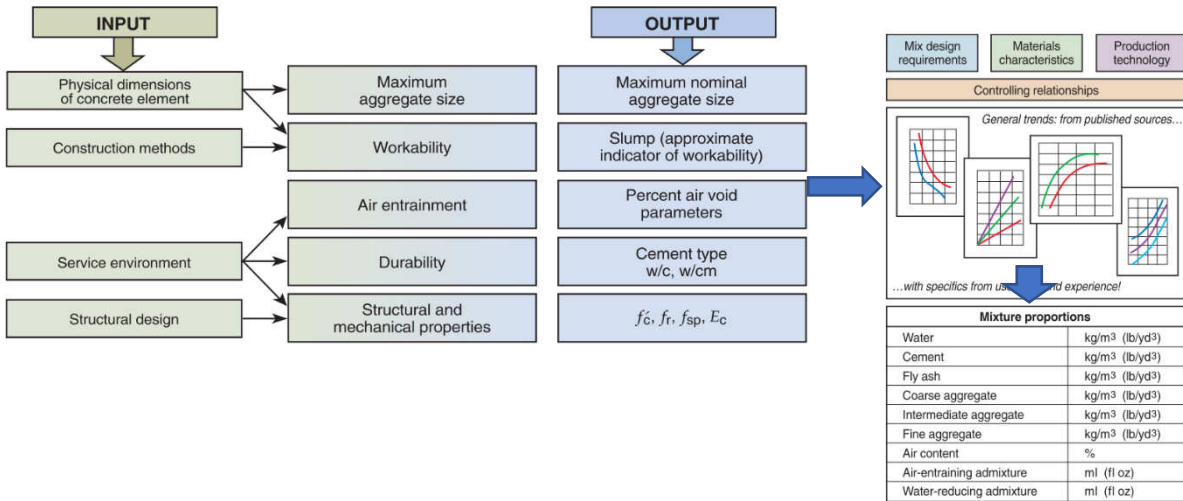 INPUT
Physical dimensions
of concrete element
Construction methods
Service environment
Structural design
Maximum
aggregate size
Workability
Air entrainment
Durability
Structural and
mechanical properties
OUTPUT
Maximum nominal
aggregate size
Slump (approximate
indicator of workability)
Percent air void
parameters
Cement type
w/c, w/cm
f′c, fr, fsp, Ec
Mix design
requirements
Materials
characteristics
Production
technology
Controlling relationships
General trends: from published sources…
…with specifics from us nd experience!
Mixture proportions
Water kg/m³ (lb/yd³)
Cement kg/m³ (lb/yd³)
Fly ash kg/m³ (lb/yd³)
Coarse aggregate kg/m³ (lb/yd³)
Intermediate aggregate kg/m³ (lb/yd³)
Fine aggregate kg/m³ (lb/yd³)
Air content %
Air-entraining admixture ml (fl oz)
Water-reducing admixture ml (fl oz)